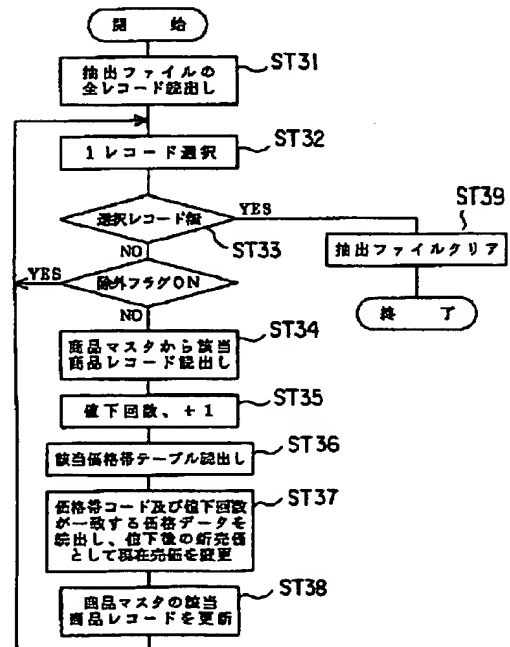 開 始
抽出ファイルの
全レコード読出し
ST31
1レコード選択
ST32
選択レコード無
YES
ST33
NO
ST39
抽出ファイルクリア
終 了
YES
除外フラグON
NO
商品マスタから該当
商品レコード読出し
ST34
値下回数、+1
ST35
該当価格帯テーブル読出し
ST36
価格帯コード及び値下回数
が一致する価格データを
読出し、値下後の新売価
として現在売価を変更
ST37
商品マスタの該当
商品レコードを更新
ST38